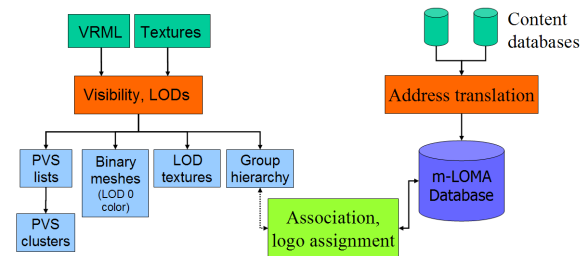 VRML
Textures
Content
databases
Visibility, LODs
Address translation
PVS
lists
Binary
meshes
(LOD 0
color)
LOD
textures
Group
hierarchy
m-LOMA
Database
PVS
clusters
Association,
logo assignment